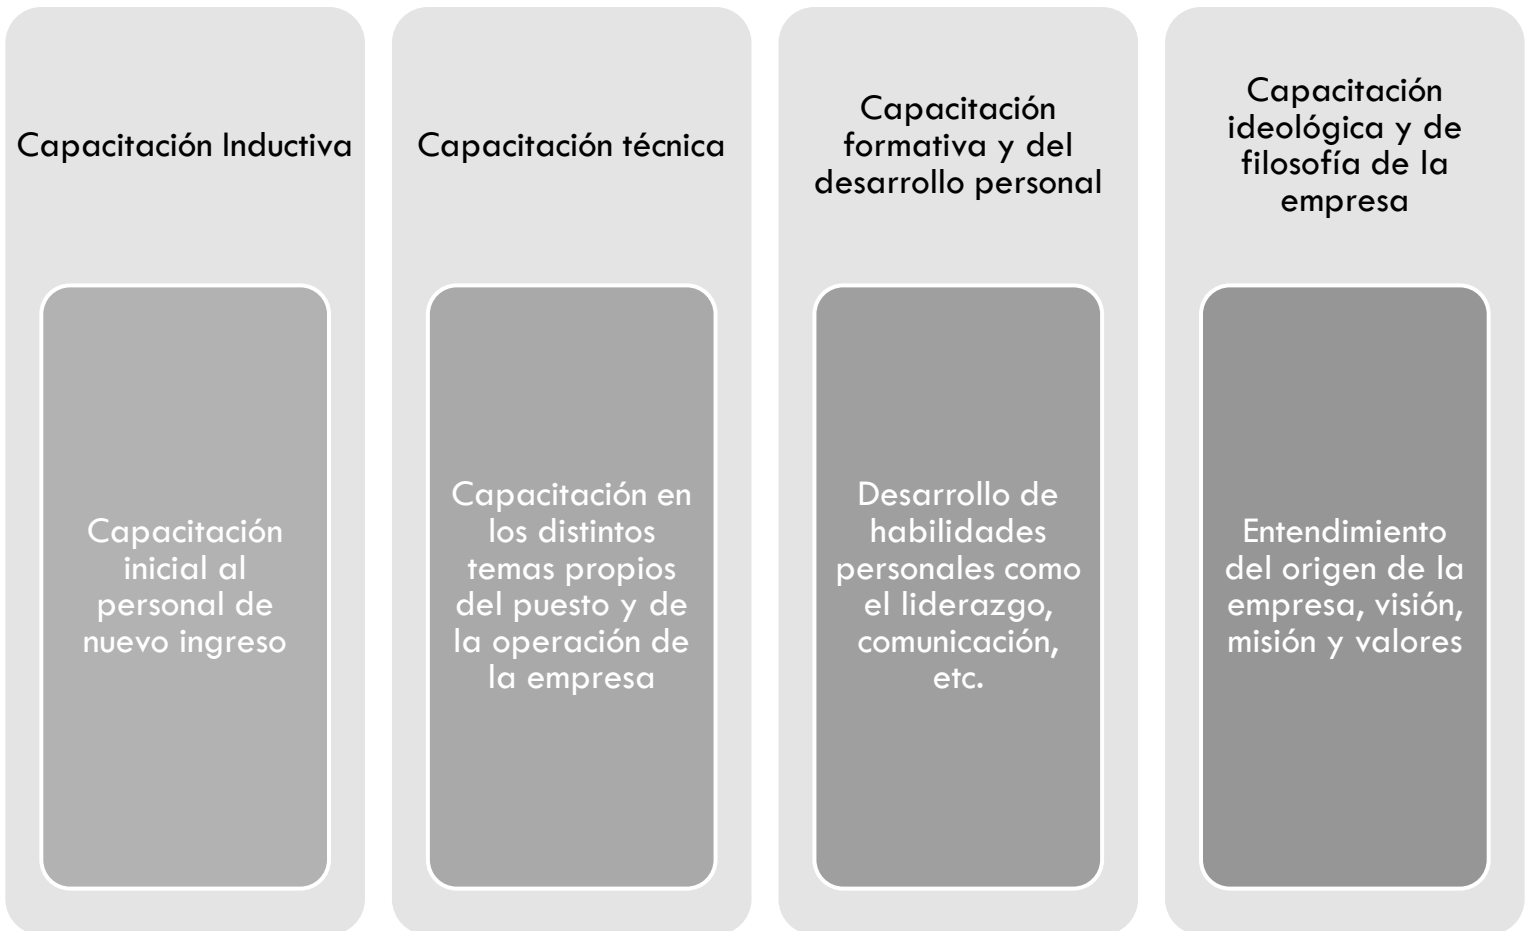 Capacitación Inductiva
Capacitación
inicial al
personal de
nuevo ingreso
Capacitación técnica
Capacitación en
los distintos
temas propios
del puesto y de
la operación de
la empresa
Capacitación
formativa y del
desarrollo personal
Desarrollo de
habilidades
personales como
el liderazgo,
comunicación,
etc.
Capacitación
ideológica y de
filosofía de la
empresa
Entendimiento
del origen de la
empresa, visión,
misión y valores